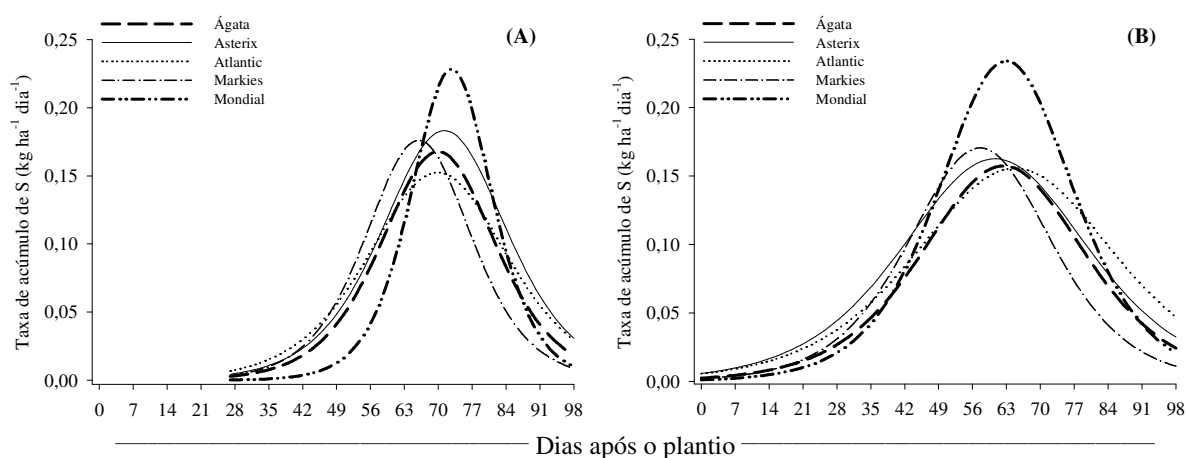 Ágata
Asterix
Atlantic
Markies
Mondial
(A)
Taxa de acúmulo de S (kg ha⁻¹ dia⁻¹)
0,25
0,20
0,15
0,10
0,05
0,00
0 7 14 21 28 35 42 49 56 63 70 77 84 91 98
Ágata
Asterix
Atlantic
Markies
Mondial
(B)
Taxa de acúmulo de S (kg ha⁻¹ dia⁻¹)
0,25
0,20
0,15
0,10
0,05
0,00
0 7 14 21 28 35 42 49 56 63 70 77 84 91 98
Dias após o plantio